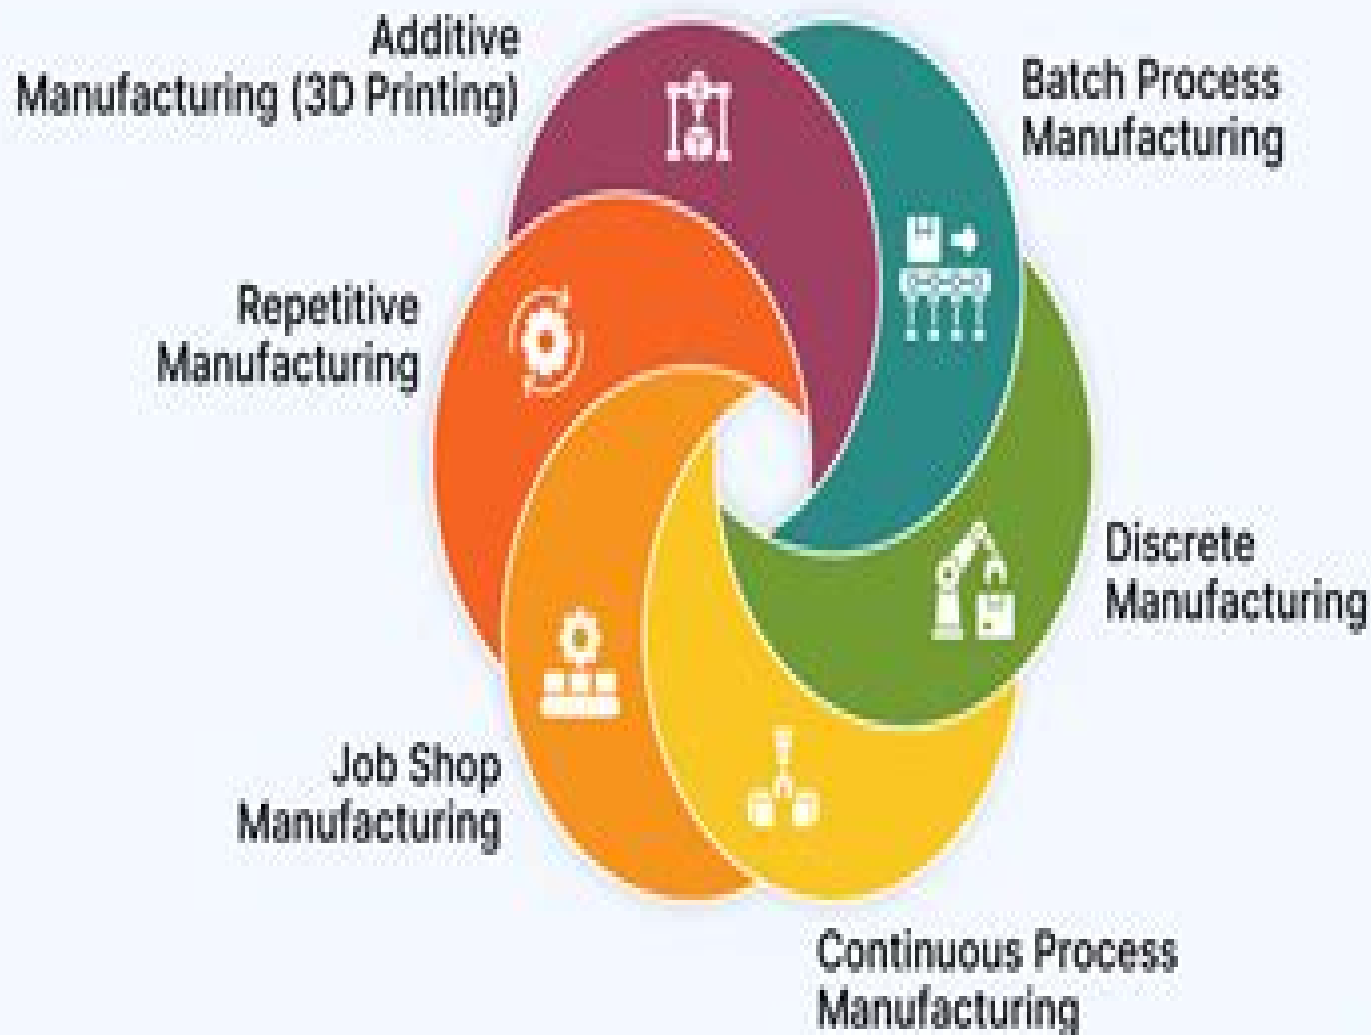 Additive
Manufacturing (3D Printing)
Batch Process
Manufacturing
Repetitive
Manufacturing
Discrete
Manufacturing
Job Shop
Manufacturing
Continuous Process
Manufacturing